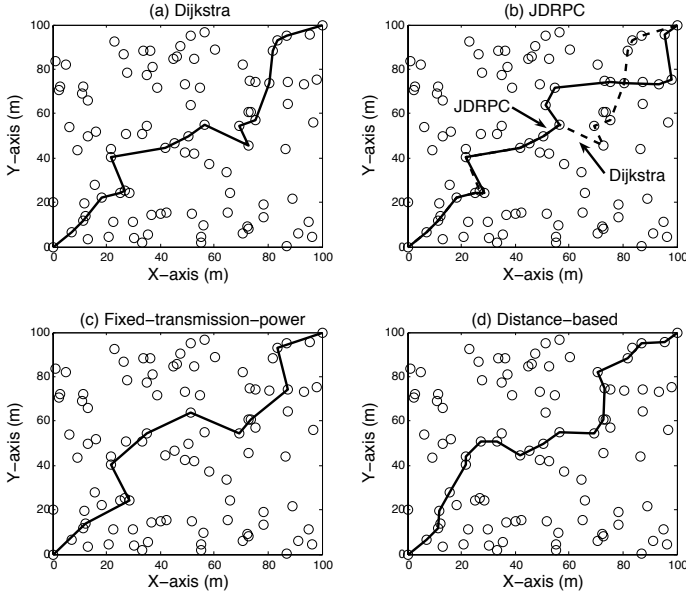 (a) Dijkstra
100
80
60
40
20
0
0 20 40 60 80 100
X-axis (m)
Y-axis (m)
(b) JDRPC
100
80
60
40
20
0
0 20 40 60 80 100
X-axis (m)
Y-axis (m)
JDRPC
Dijkstra
(c) Fixed-transmission-power
100
80
60
40
20
0
0 20 40 60 80 100
X-axis (m)
Y-axis (m)
(d) Distance-based
100
80
60
40
20
0
0 20 40 60 80 100
X-axis (m)
Y-axis (m)